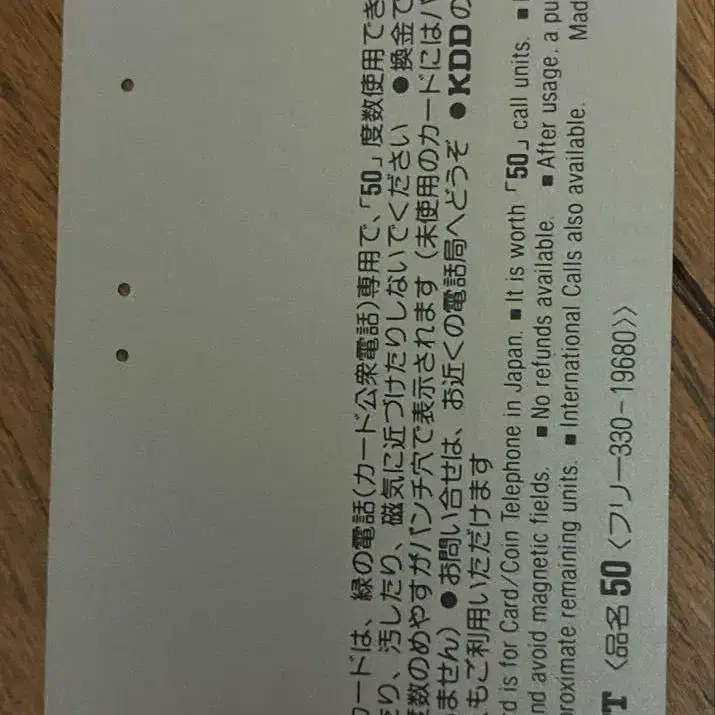 カードは、緑の電話(カード公衆電話)専用で、「50」度数使用でき
たり、汚したり、磁気に近づけたりしないでください ●換金で
度数のめやすがパンチ穴で表示されます(未使用のカードにはパ
ません) ●お問い合せは、お近くの電話局へどうぞ ●KDDの
もご利用いただけます
rd is for Card/Coin Telephone in Japan. ■It is worth「50」call units. ■
nd avoid magnetic fields. ■No refunds available. ■After usage, a pu
proximate remaining units. ■International Calls also available. Mad
T〈品名50〈フリー330-19680〉〉